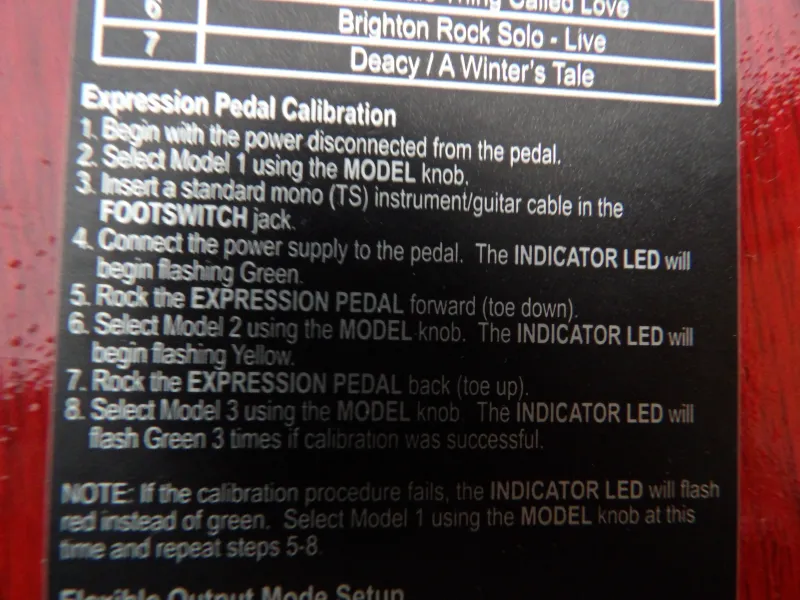 6 Thing Called Love
7 Brighton Rock Solo - Live
Deacy / A Winter's Tale
Expression Pedal Calibration
1. Begin with the power disconnected from the pedal.
2. Select Model 1 using the MODEL knob.
3. Insert a standard mono (TS) instrument/guitar cable in the
FOOTSWITCH jack.
4. Connect the power supply to the pedal. The INDICATOR LED will
begin flashing Green.
5. Rock the EXPRESSION PEDAL forward (toe down).
6. Select Model 2 using the MODEL knob. The INDICATOR LED will
begin flashing Yellow.
7. Rock the EXPRESSION PEDAL back (toe up).
8. Select Model 3 using the MODEL knob. The INDICATOR LED will
flash Green 3 times if calibration was successful.
NOTE: If the calibration procedure fails, the INDICATOR LED will flash
red instead of green. Select Model 1 using the MODEL knob at this
time and repeat steps 5-8.
Flexible Output Mode Setup